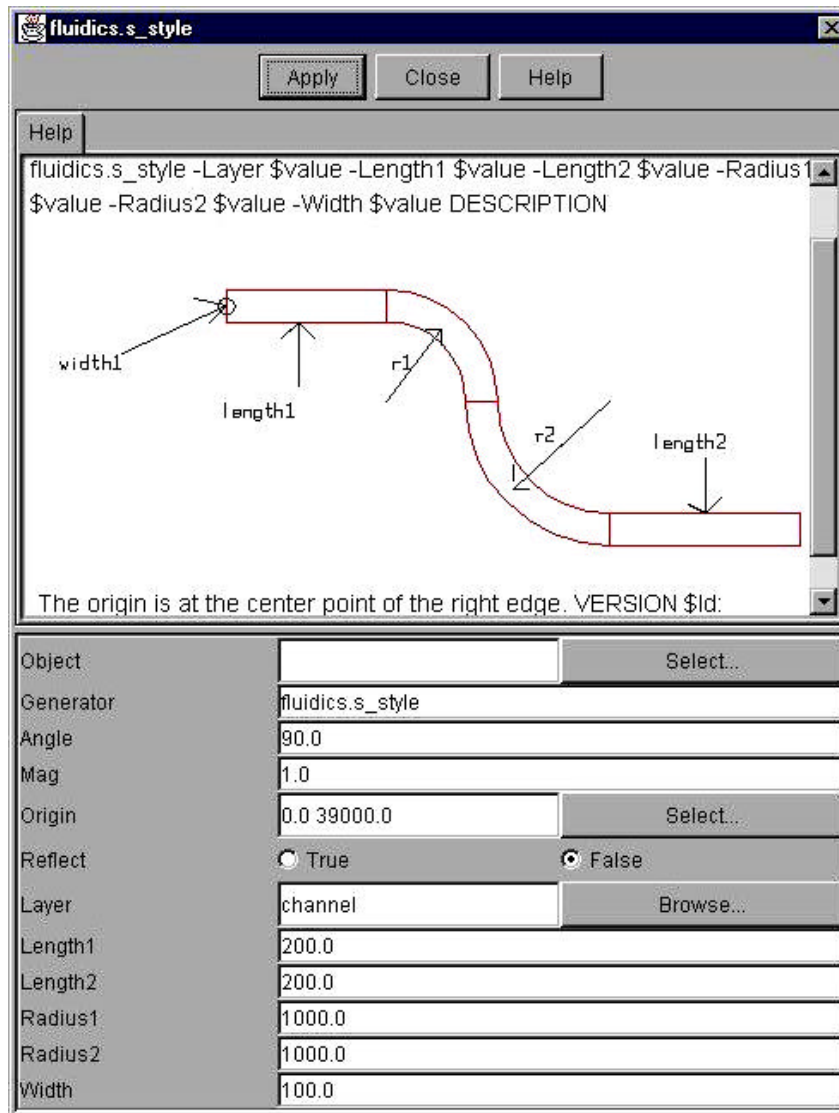 fluidics.s_style
Apply Close Help
Help
fluidics.s_style -Layer $value -Length1 $value -Length2 $value -Radius1
$value -Radius2 $value -Width $value DESCRIPTION
width1
length1
r1
r2
length2
The origin is at the center point of the right edge. VERSION $Id:
Object Select...
Generator fluidics.s_style
Angle 90.0
Mag 1.0
Origin 0.0 39000.0 Select...
Reflect True False
Layer channel Browse...
Length1 200.0
Length2 200.0
Radius1 1000.0
Radius2 1000.0
Width 100.0